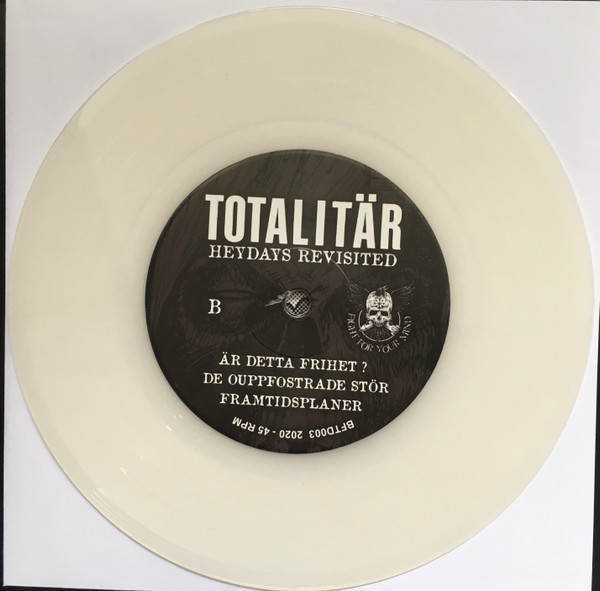 TOTALITÄR
HEYDAYS REVISITED
B
FIGHT FOR YOUR MIND
ÄR DETTA FRIHET ?
DE OUPPFOSTRADE STÖR
FRAMTIDSPLANER
BFTD003 2020 - 45 RPM